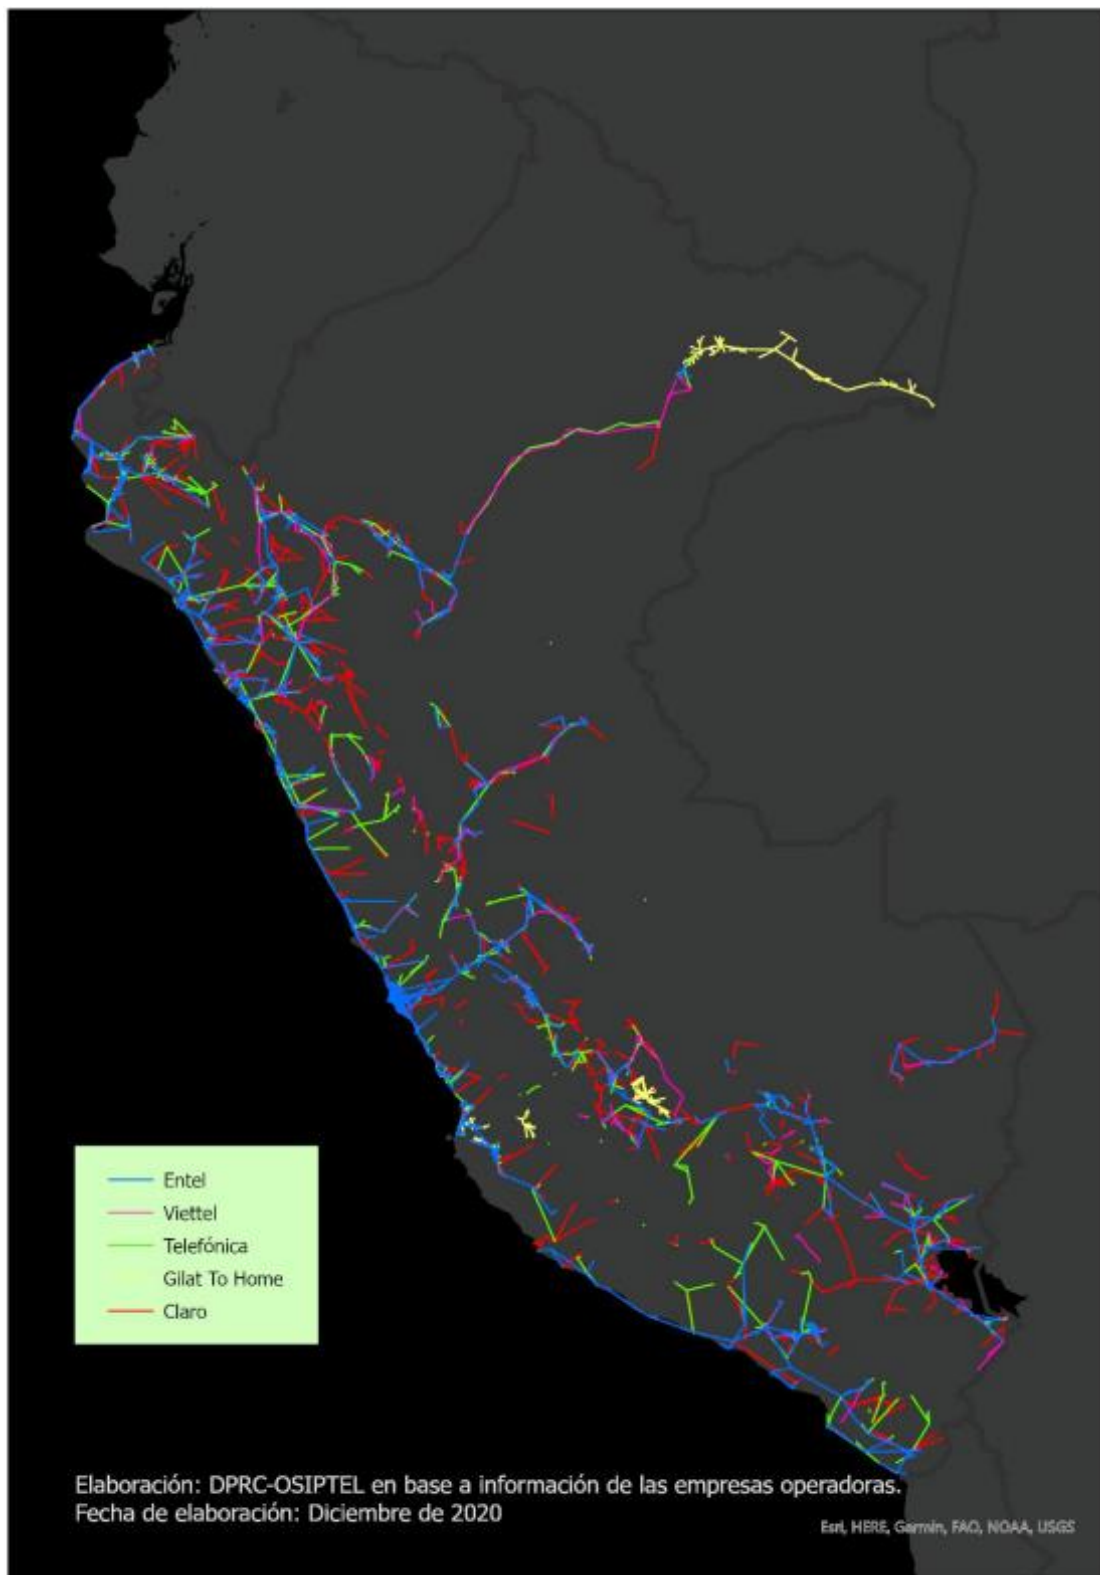 Entel
Viettel
Telefónica
Gilat To Home
Claro
Elaboración: DPRC-OSIPTEL en base a información de las empresas operadoras.
Fecha de elaboración: Diciembre de 2020
Esri, HERE, Garmin, FAO, NOAA, USGS